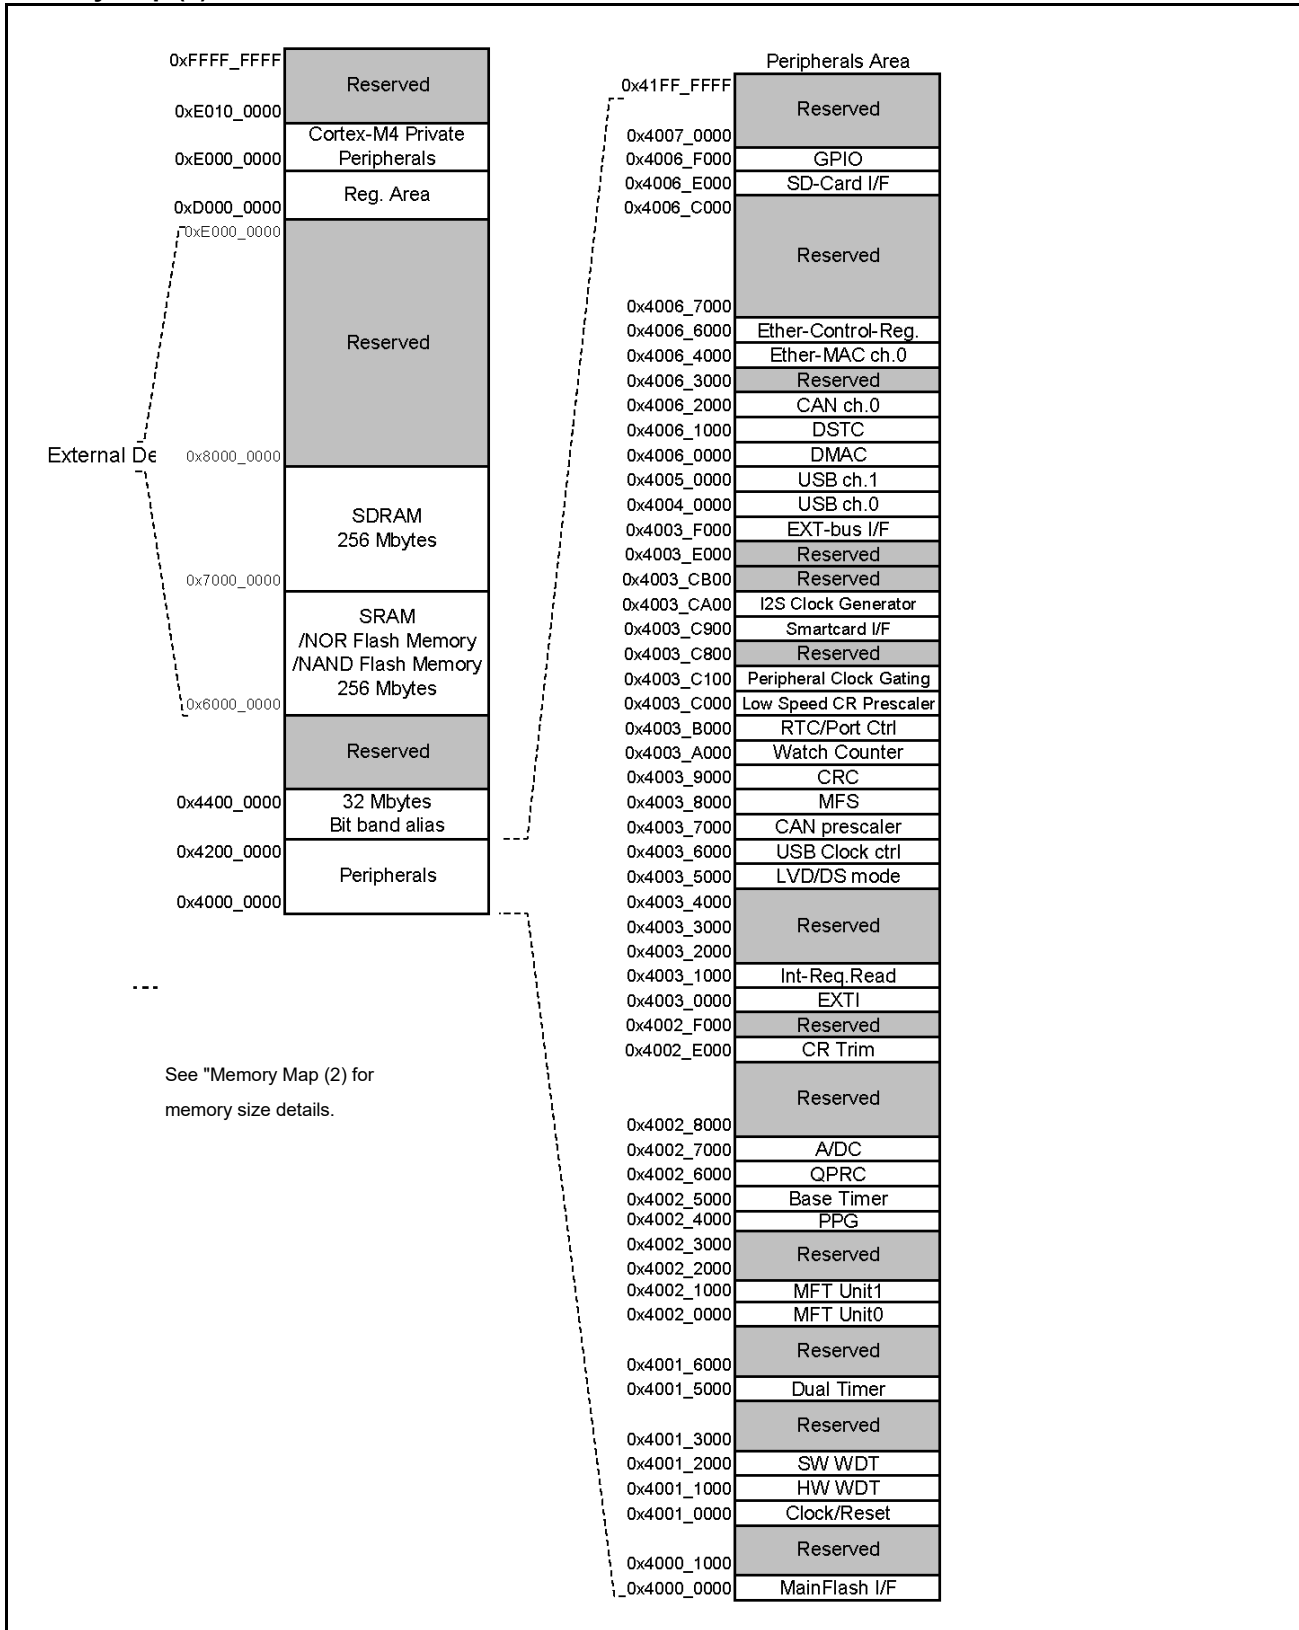 0xFFFF_FFFF
Reserved
0xE010_0000
Cortex-M4 Private
Peripherals
0xE000_0000
Reg. Area
0xD000_0000
0xE000_0000
Reserved
External De
0x8000_0000
SDRAM
256 Mbytes
0x7000_0000
SRAM
/NOR Flash Memory
/NAND Flash Memory
256 Mbytes
0x6000_0000
Reserved
0x4400_0000
32 Mbytes
Bit band alias
0x4200_0000
Peripherals
0x4000_0000
See "Memory Map (2) for
memory size details.
Peripherals Area
0x41FF_FFFF
Reserved
0x4007_0000
0x4006_F000 GPIO
0x4006_E000 SD-Card I/F
0x4006_C000
Reserved
0x4006_7000
0x4006_6000 Ether-Control-Reg.
0x4006_4000 Ether-MAC ch.0
0x4006_3000 Reserved
0x4006_2000 CAN ch.0
0x4006_1000 DSTC
0x4006_0000 DMAC
0x4005_0000 USB ch.1
0x4004_0000 USB ch.0
0x4003_F000 EXT-bus I/F
0x4003_E000 Reserved
0x4003_CB00 Reserved
0x4003_CA00 I2S Clock Generator
0x4003_C900 Smartcard I/F
0x4003_C800 Reserved
0x4003_C100 Peripheral Clock Gating
0x4003_C000 Low Speed CR Prescaler
0x4003_B000 RTC/Port Ctrl
0x4003_A000 Watch Counter
0x4003_9000 CRC
0x4003_8000 MFS
0x4003_7000 CAN prescaler
0x4003_6000 USB Clock ctrl
0x4003_5000 LVD/DS mode
0x4003_4000
0x4003_3000 Reserved
0x4003_2000
0x4003_1000 Int-Req.Read
0x4003_0000 EXTI
0x4002_F000 Reserved
0x4002_E000 CR Trim
Reserved
0x4002_8000
0x4002_7000 A/DC
0x4002_6000 QPRC
0x4002_5000 Base Timer
0x4002_4000 PPG
0x4002_3000
Reserved
0x4002_2000
0x4002_1000 MFT Unit1
0x4002_0000 MFT Unit0
Reserved
0x4001_6000
0x4001_5000 Dual Timer
Reserved
0x4001_3000
0x4001_2000 SW WDT
0x4001_1000 HW WDT
0x4001_0000 Clock/Reset
Reserved
0x4000_1000
0x4000_0000 MainFlash I/F